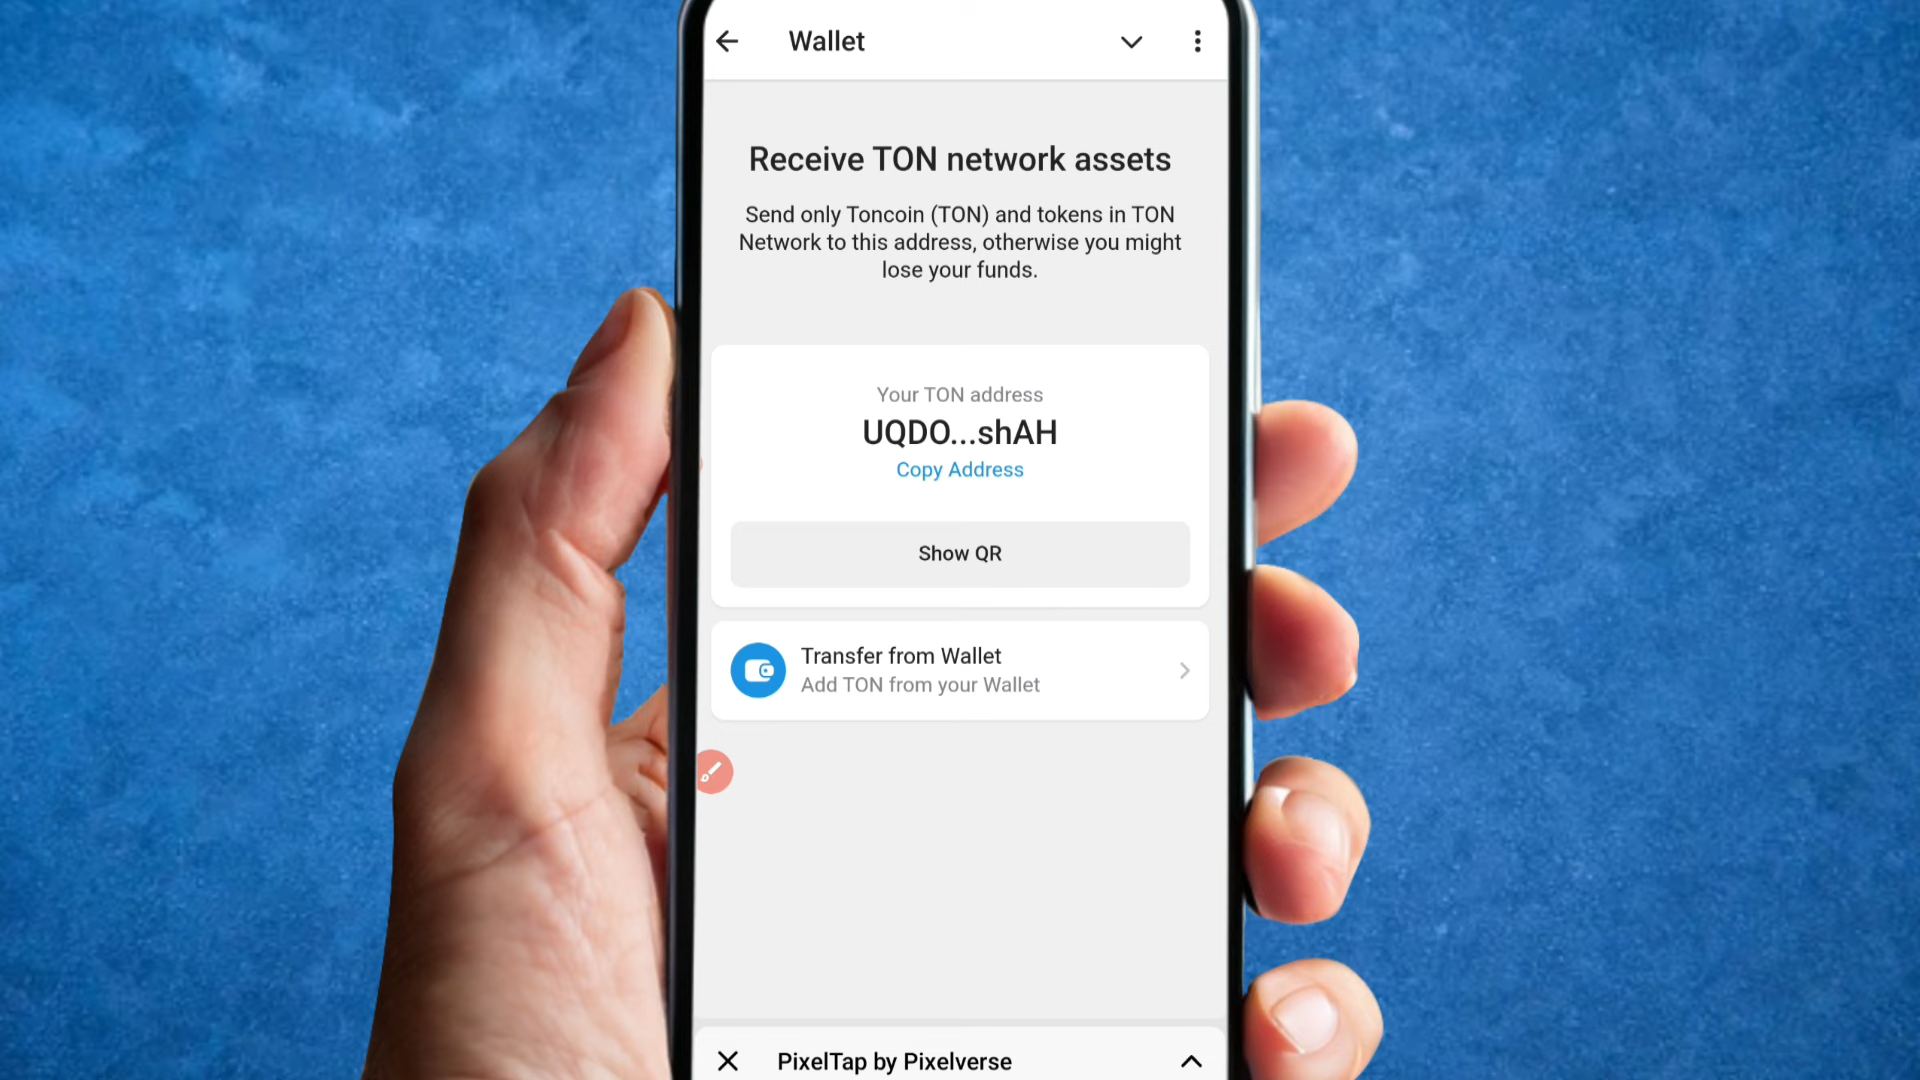 Wallet
Receive TON network assets
Send only Toncoin (TON) and tokens in TON
Network to this address, otherwise you might
lose your funds.
Your TON address
UQDO...shAH
Copy Address
Show QR
Transfer from Wallet
Add TON from your Wallet
PixelTap by Pixelverse